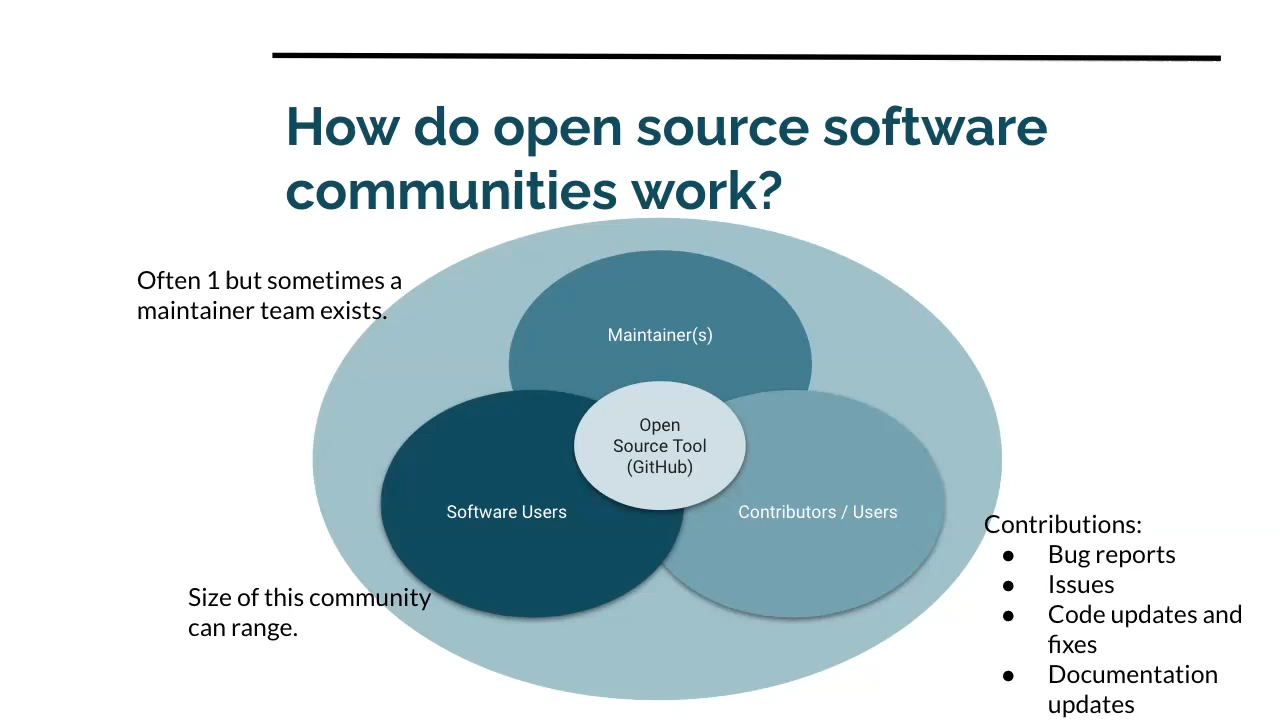 How do open source software
communities work?
Often 1 but sometimes a
maintainer team exists.
Maintainer(s)
Open
Source Tool
(GitHub)
Software Users
Contributors / Users
Size of this community
can range.
Contributions:
● Bug reports
● Issues
● Code updates and
fixes
● Documentation
updates